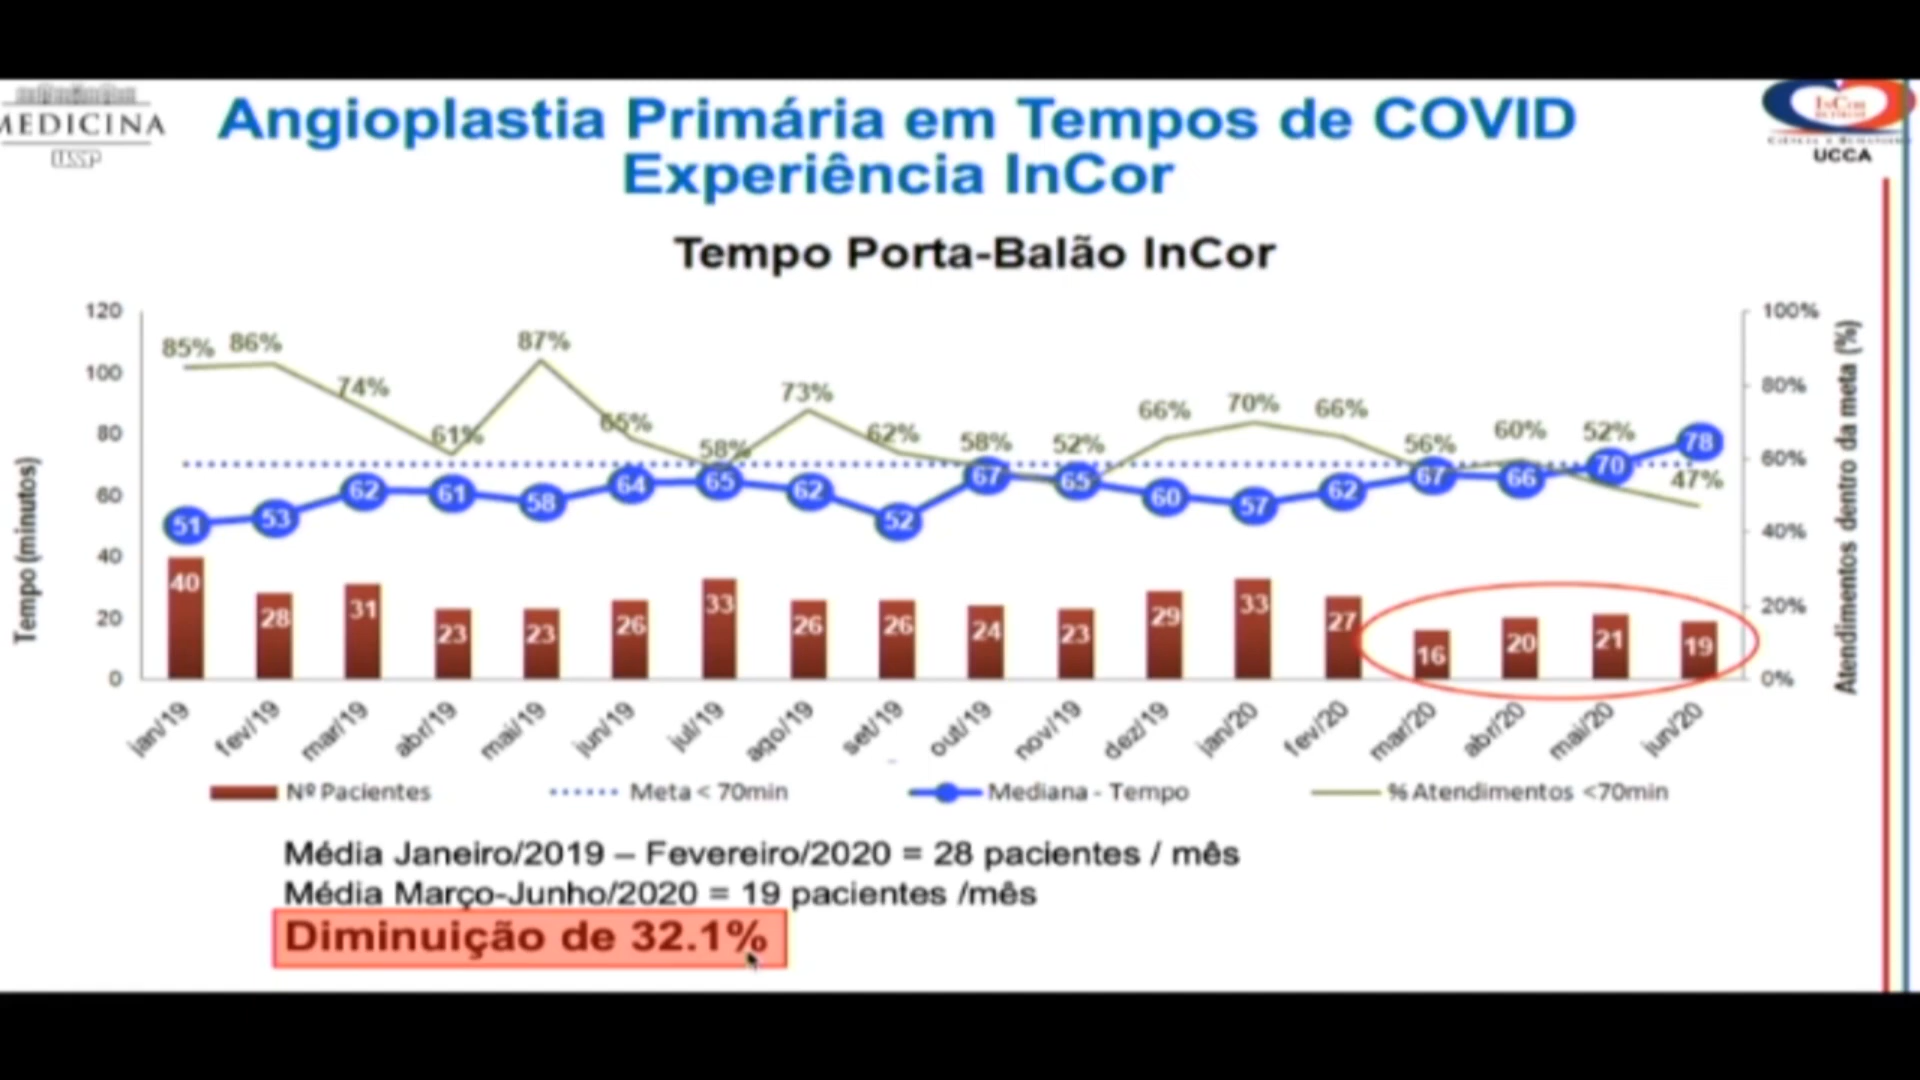 MEDICINA
USP
Angioplastia Primária em Tempos de COVID
Experiência InCor
InCor
UCCA
Tempo Porta-Balão InCor
Tempo (minutos)
120
100
80
60
40
20
0
85% 86% 74% 61% 87% 65% 58% 73% 62% 58% 52% 66% 70% 66% 56% 60% 52% 47%
51 53 62 61 58 64 65 62 52 67 65 60 57 62 67 66 70 78
40 28 31 23 23 26 33 26 26 24 23 29 33 27 16 20 21 19
100%
80%
60%
40%
20%
0%
Atendimentos dentro da meta (%)
jan/19 fev/19 mar/19 abr/19 mai/19 jun/19 jul/19 ago/19 set/19 out/19 nov/19 dez/19 jan/20 fev/20 mar/20 abr/20 mai/20 jun/20
Nº Pacientes Meta < 70min Mediana - Tempo % Atendimentos <70min
Média Janeiro/2019 – Fevereiro/2020 = 28 pacientes / mês
Média Março-Junho/2020 = 19 pacientes /mês
Diminuição de 32.1%